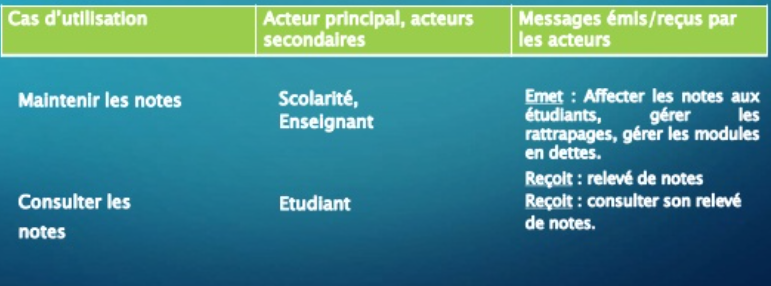 Cas d'utilisation
Acteur principal, acteurs
secondaires
Messages émis/reçus par
les acteurs
Maintenir les notes
Scolarité,
Enseignant
Emet : Affecter les notes aux
étudiants, gérer les
rattrapages, gérer les modules
en dettes.
Reçoit : relevé de notes
Consulter les
notes
Etudiant
Reçoit : consulter son relevé
de notes.